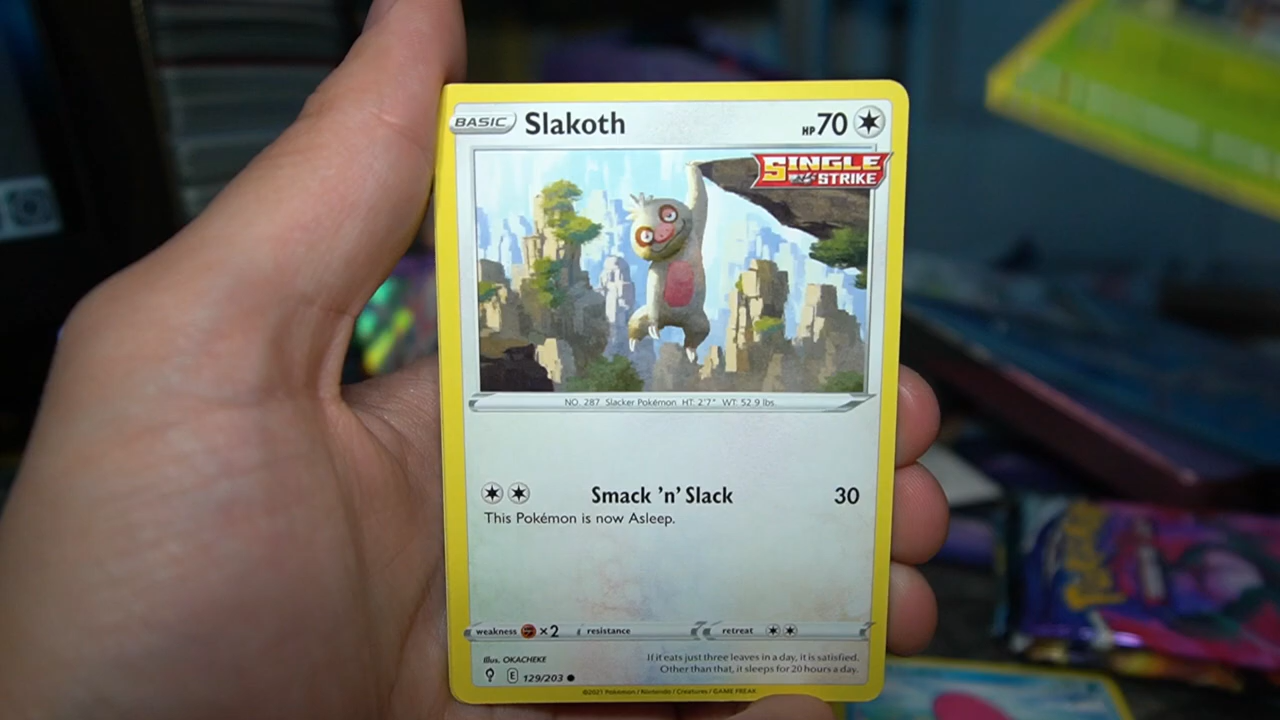 BASIC Slakoth HP 70
SINGLE
STRIKE
NO. 287 Slacker Pokémon HT: 2'7" WT: 52.9 lbs.
Smack 'n' Slack 30
This Pokémon is now Asleep.
weakness ×2 resistance retreat
Illus. OKACHEKE
If it eats just three leaves in a day, it is satisfied.
Other than that, it sleeps for 20 hours a day.
E 129/203
©2021 Pokémon / Nintendo / Creatures / GAME FREAK
Pokémon